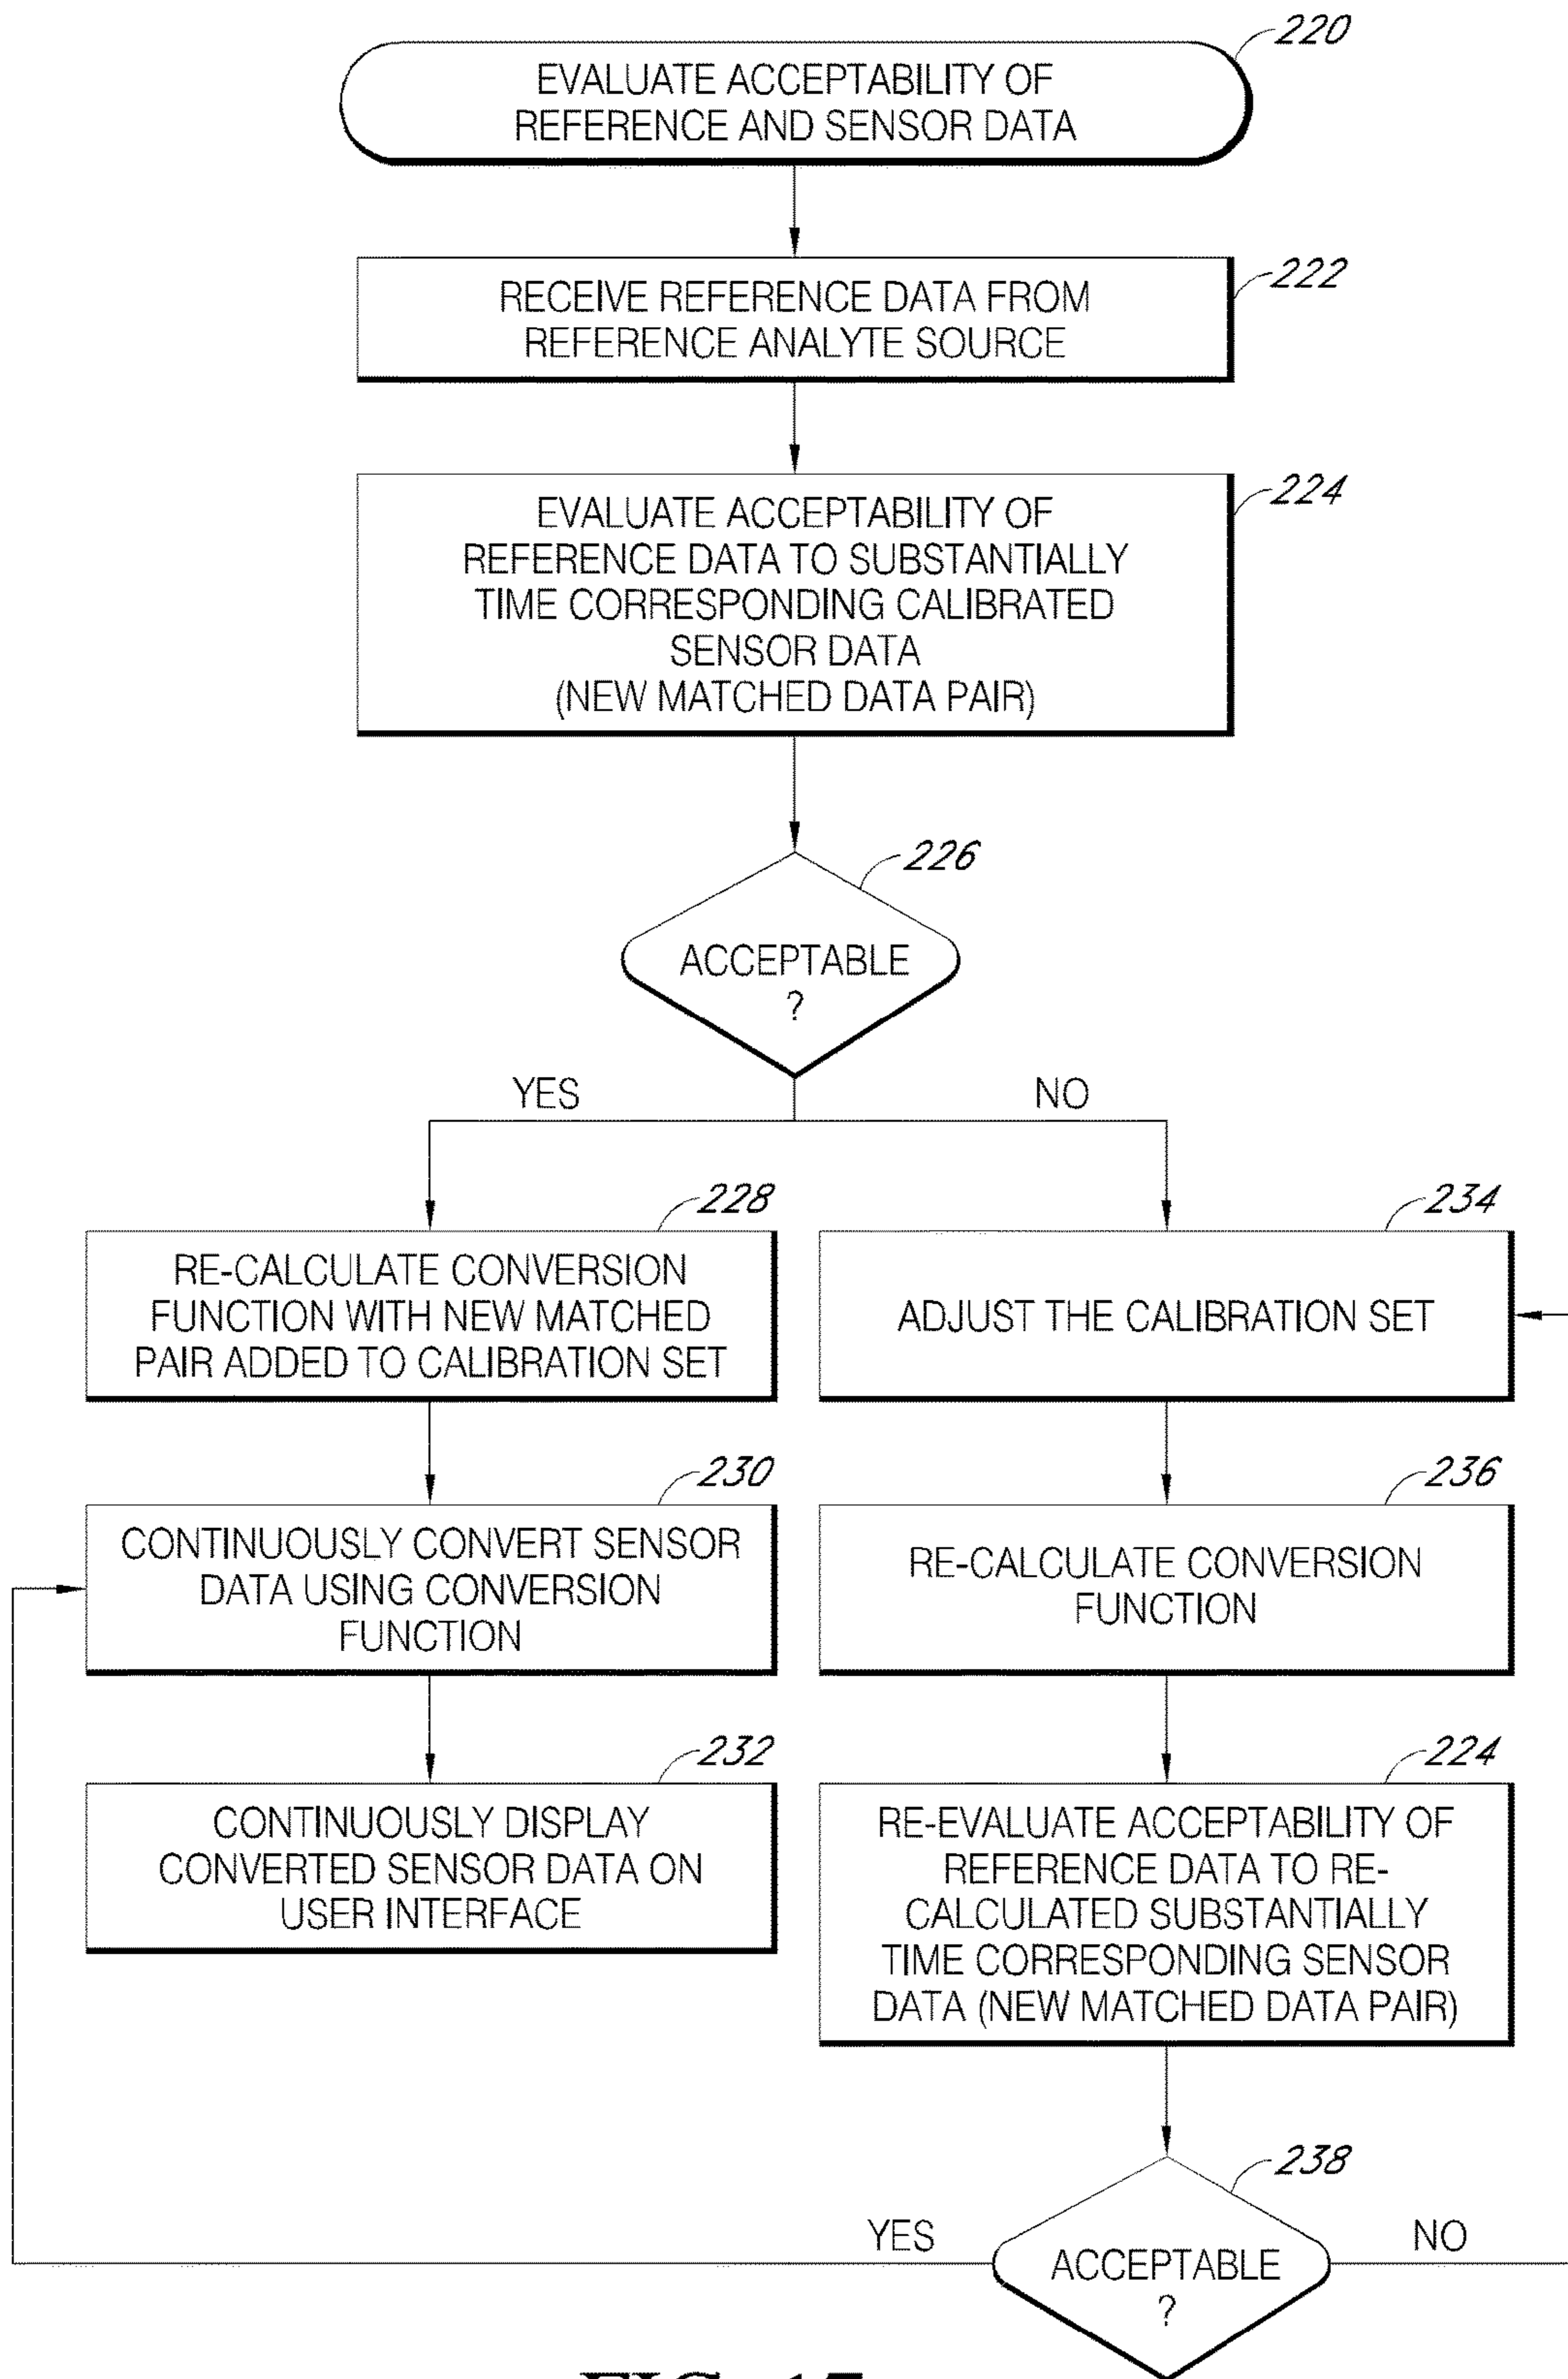 220
EVALUATE ACCEPTABILITY OF
REFERENCE AND SENSOR DATA
222
RECEIVE REFERENCE DATA FROM
REFERENCE ANALYTE SOURCE
224
EVALUATE ACCEPTABILITY OF
REFERENCE DATA TO SUBSTANTIALLY
TIME CORRESPONDING CALIBRATED
SENSOR DATA
(NEW MATCHED DATA PAIR)
226
ACCEPTABLE
?
YES
NO
228
RE-CALCULATE CONVERSION
FUNCTION WITH NEW MATCHED
PAIR ADDED TO CALIBRATION SET
230
CONTINUOUSLY CONVERT SENSOR
DATA USING CONVERSION
FUNCTION
232
CONTINUOUSLY DISPLAY
CONVERTED SENSOR DATA ON
USER INTERFACE
234
ADJUST THE CALIBRATION SET
236
RE-CALCULATE CONVERSION
FUNCTION
224
RE-EVALUATE ACCEPTABILITY OF
REFERENCE DATA TO RE-
CALCULATED SUBSTANTIALLY
TIME CORRESPONDING SENSOR
DATA (NEW MATCHED DATA PAIR)
238
ACCEPTABLE
?
YES
NO